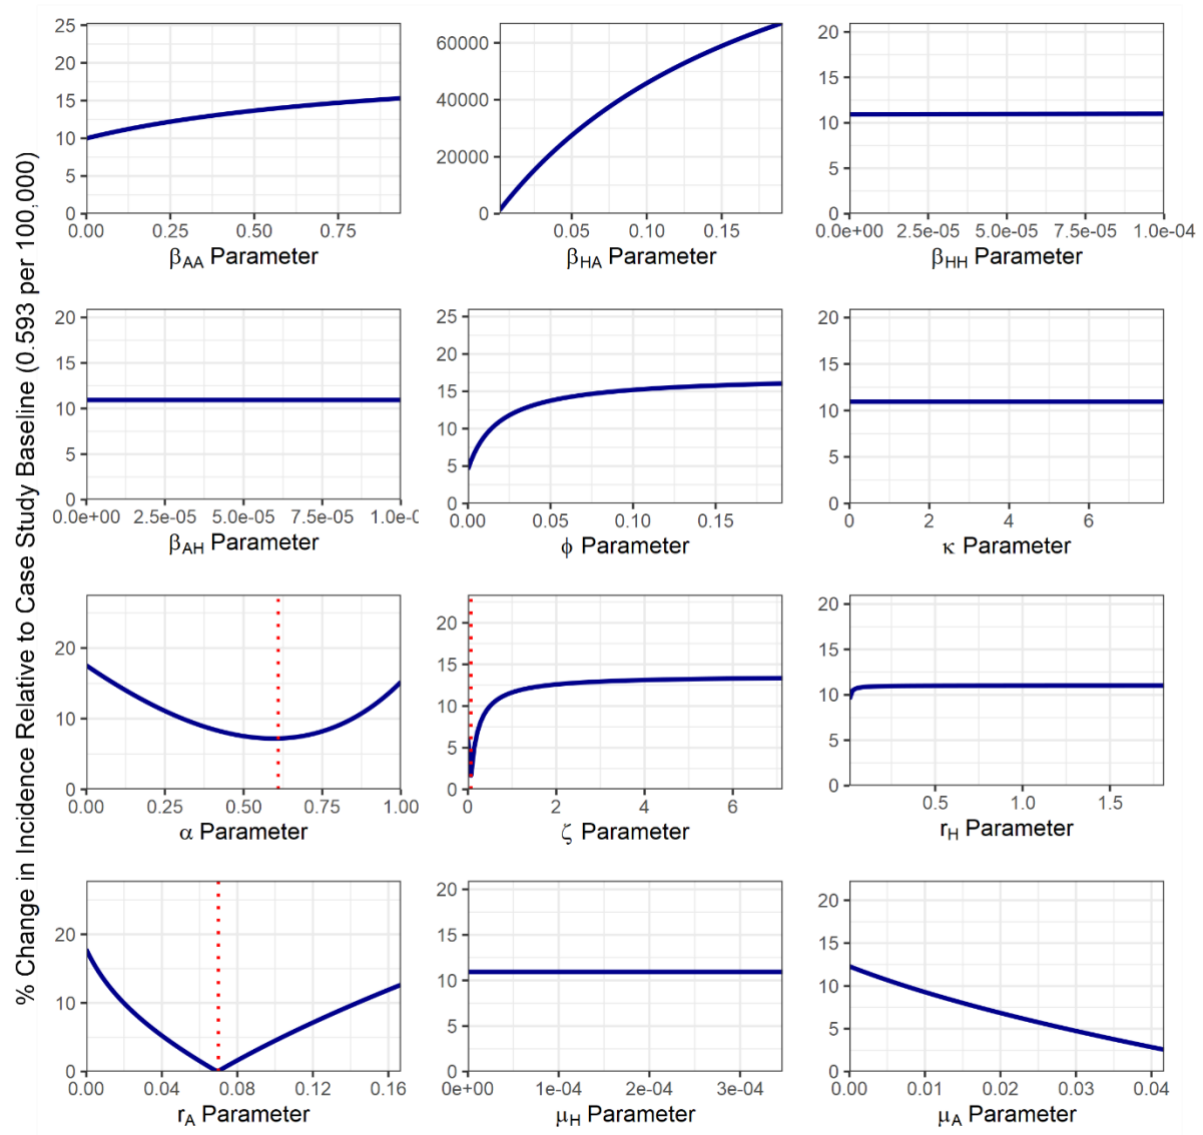 % Change in Incidence Relative to Case Study Baseline (0.593 per 100,000)
25
20
15
10
5
0
0.00 0.25 0.50 0.75
βAA Parameter
60000
40000
20000
0
0.05 0.10 0.15
βHA Parameter
20
15
10
5
0
0.0e+00 2.5e-05 5.0e-05 7.5e-05 1.0e-04
βHH Parameter
20
15
10
5
0
0.0e+00 2.5e-05 5.0e-05 7.5e-05 1.0e-0
βAH Parameter
25
20
15
10
5
0
0.00 0.05 0.10 0.15
ϕ Parameter
20
15
10
5
0
0 2 4 6
κ Parameter
20
10
0
0.00 0.25 0.50 0.75 1.00
α Parameter
20
15
10
5
0
0 2 4 6
ζ Parameter
20
15
10
5
0
0.5 1.0 1.5
rH Parameter
20
10
0
0.00 0.04 0.08 0.12 0.16
rA Parameter
20
15
10
5
0
0e+00 1e-04 2e-04 3e-04
μH Parameter
20
15
10
5
0
0.00 0.01 0.02 0.03 0.04
μA Parameter